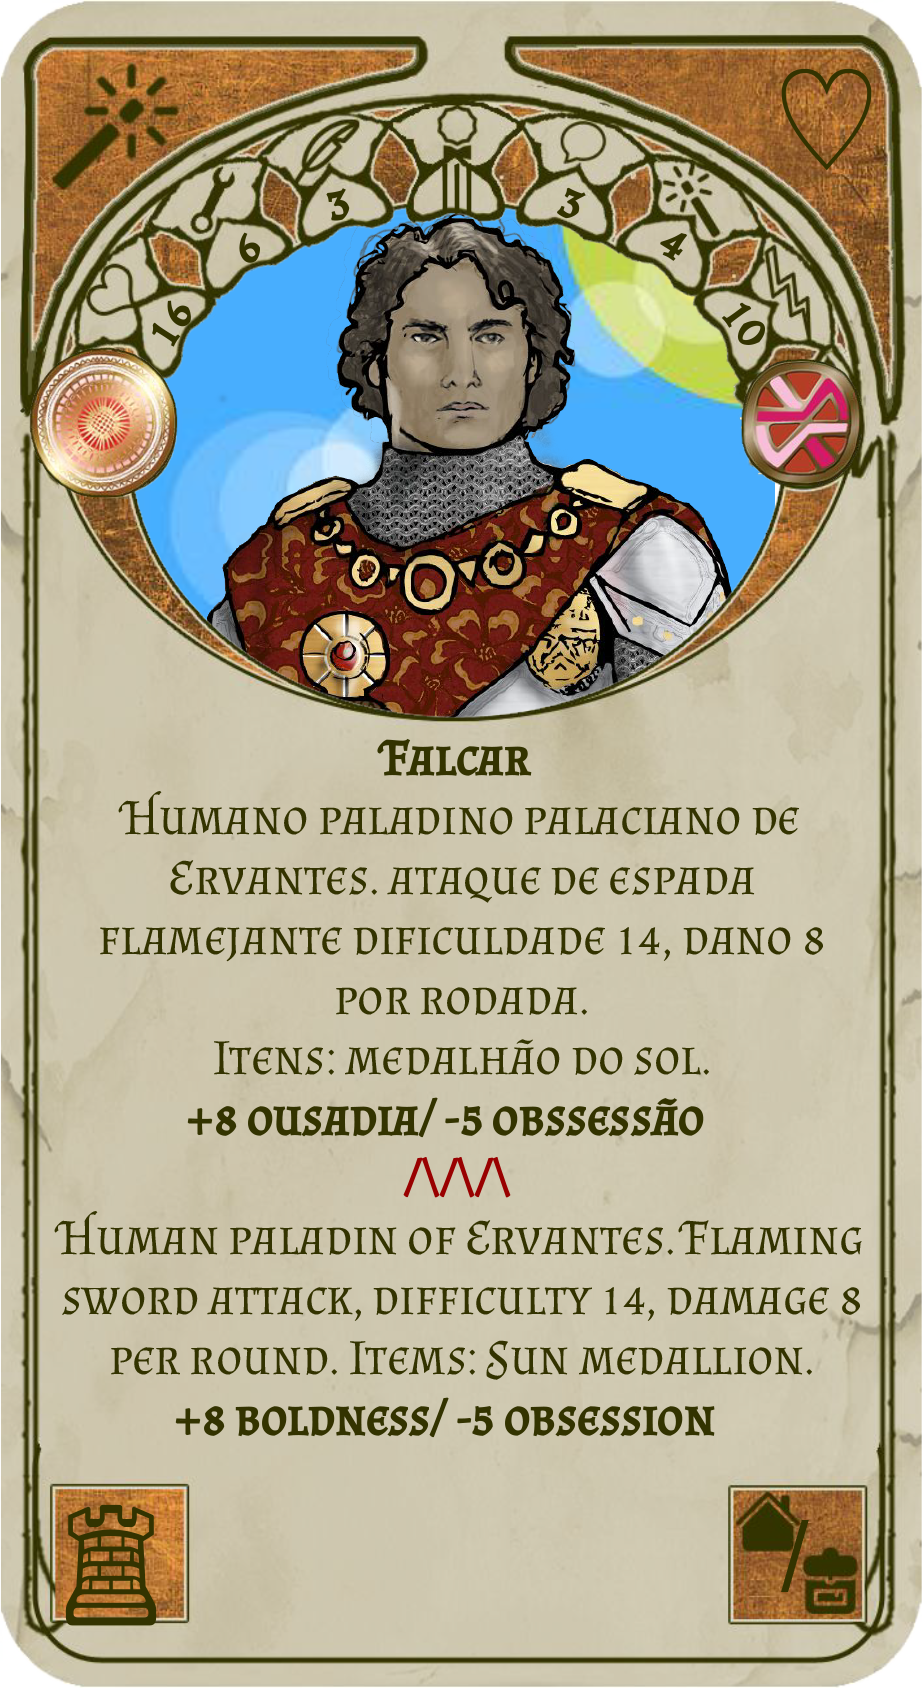 3 3
6 4
16 10
Falcar
Humano paladino palaciano de
Ervantes. ataque de espada
flamejante dificuldade 14, dano 8
por rodada.
Itens: medalhão do sol.
+8 ousadia/ -5 obssessão
Human paladin of Ervantes. Flaming
sword attack, difficulty 14, damage 8
per round. Items: Sun medallion.
+8 boldness/ -5 obsession